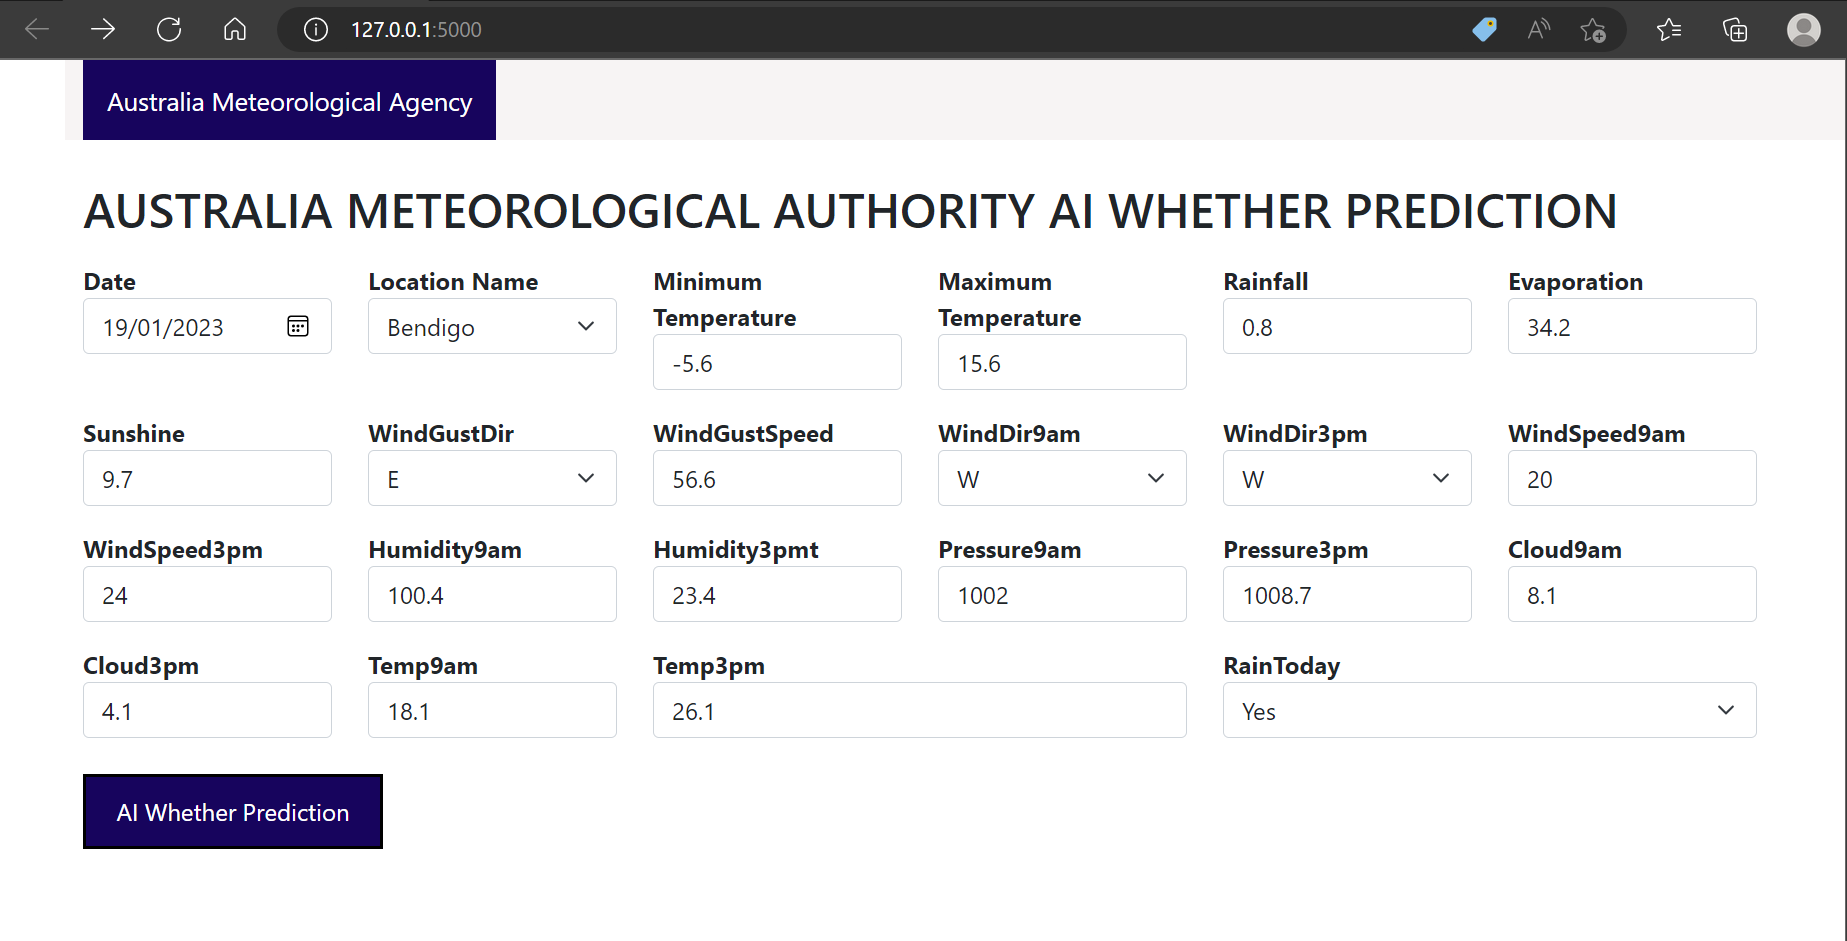 127.0.0.1:5000
Australia Meteorological Agency
AUSTRALIA METEOROLOGICAL AUTHORITY AI WHETHER PREDICTION
Date
19/01/2023
Location Name
Bendigo
Minimum
Temperature
-5.6
Maximum
Temperature
15.6
Rainfall
0.8
Evaporation
34.2
Sunshine
9.7
WindGustDir
E
WindGustSpeed
56.6
WindDir9am
W
WindDir3pm
W
WindSpeed9am
20
WindSpeed3pm
24
Humidity9am
100.4
Humidity3pmt
23.4
Pressure9am
1002
Pressure3pm
1008.7
Cloud9am
8.1
Cloud3pm
4.1
Temp9am
18.1
Temp3pm
26.1
RainToday
Yes
AI Whether Prediction